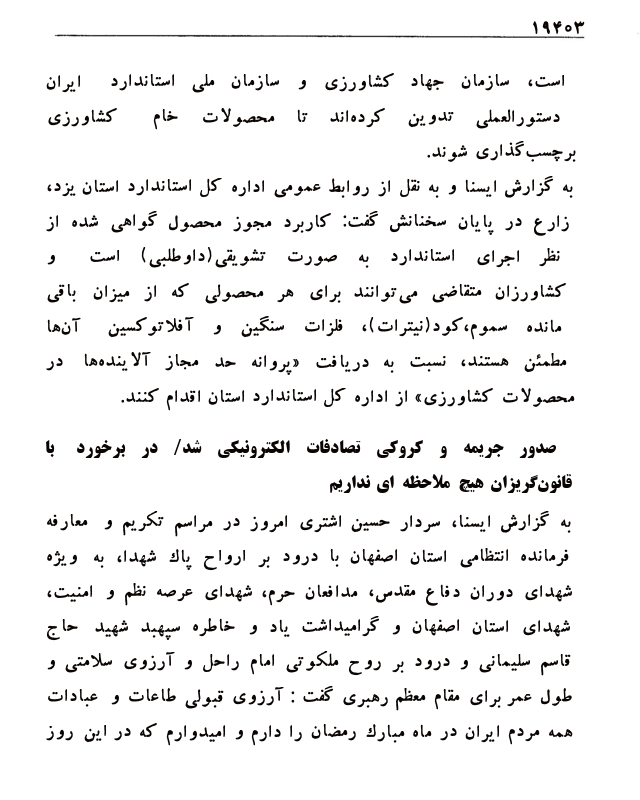 ۱۹۴۰۳
است، سازمان جهاد کشاورزی و سازمان ملی استاندارد ایران
دستورالعملی تدوین کرده‌اند تا محصولات خام کشاورزی
برچسب‌گذاری شوند.
به گزارش ایسنا و به نقل از روابط عمومی اداره کل استاندارد استان یزد،
زارع در پایان سخنانش گفت: کاربرد مجوز محصول گواهی شده از
نظر اجرای استاندارد به صورت تشویقی(داوطلبی) است و
کشاورزان متقاضی می‌توانند برای هر محصولی که از میزان باقی
مانده سموم،کود(نیترات)، فلزات سنگین و آفلاتوکسین آن‌ها
مطمئن هستند، نسبت به دریافت «پروانه حد مجاز آلاینده‌ها در
محصولات کشاورزی» از اداره کل استاندارد استان اقدام کنند.
صدور جریمه و کروکی تصادفات الکترونیکی شد/ در برخورد با
قانون‌گریزان هیچ ملاحظه ای نداریم
به گزارش ایسنا، سردار حسین اشتری امروز در مراسم تکریم و معارفه
فرمانده انتظامی استان اصفهان با درود بر ارواح پاك شهدا، به ویژه
شهدای دوران دفاع مقدس، مدافعان حرم، شهدای عرصه نظم و امنیت،
شهدای استان اصفهان و گرامیداشت یاد و خاطره سپهبد شهید حاج
قاسم سلیمانی و درود بر روح ملکوتی امام راحل و آرزوی سلامتی و
طول عمر برای مقام معظم رهبری گفت : آرزوی قبولی طاعات و عبادات
همه مردم ایران در ماه مبارك رمضان را دارم و امیدوارم که در این روز